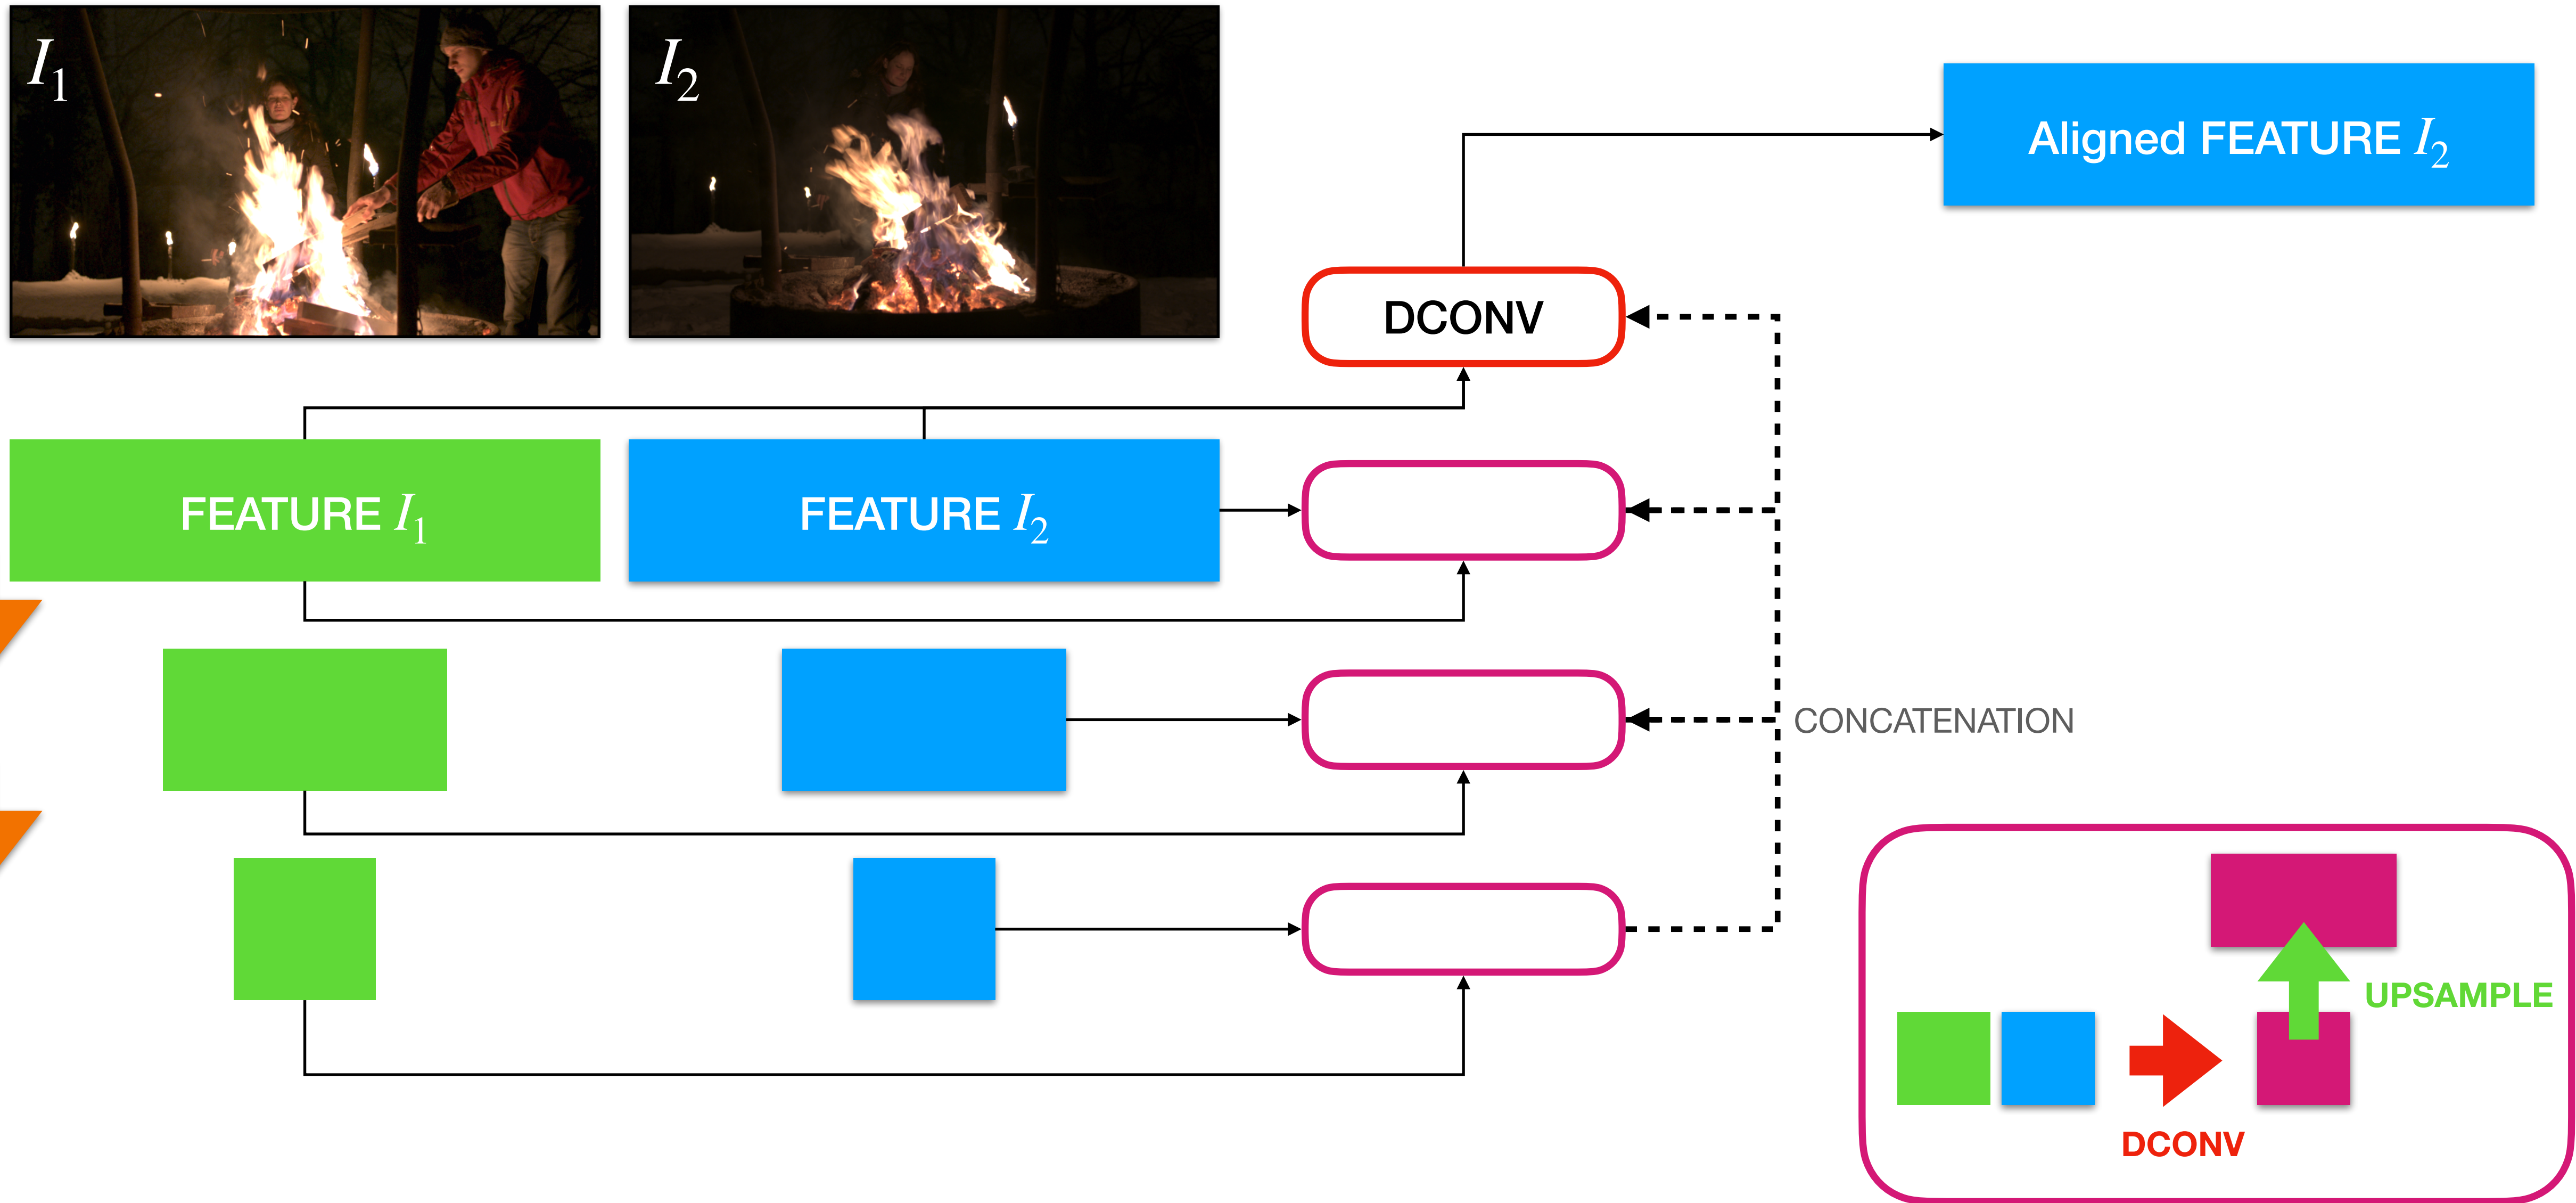 I₁
I₂
Aligned FEATURE I₂
DCONV
FEATURE I₁
FEATURE I₂
CONCATENATION
UPSAMPLE
DCONV